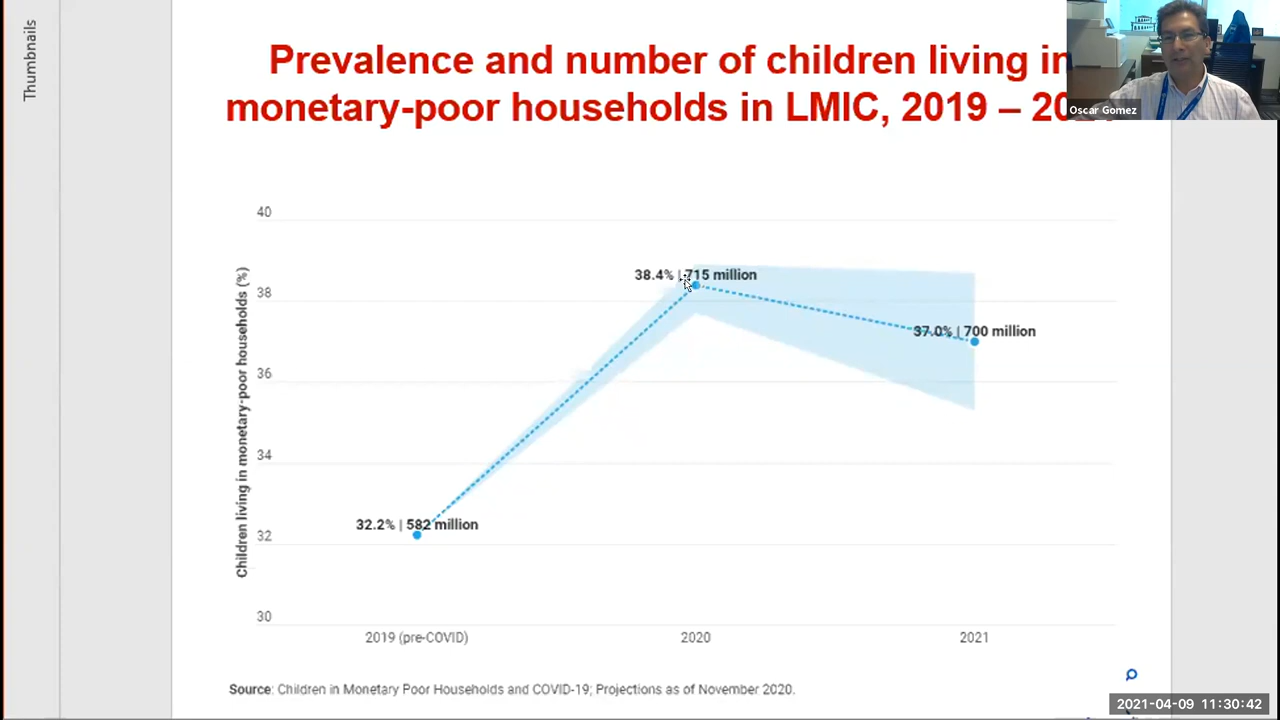 Thumbnails
Prevalence and number of children living in
monetary-poor households in LMIC, 2019 – 20
Oscar Gomez
Children living in monetary-poor households (%)
40
38
36
34
32
30
38.4% | 715 million
37.0% | 700 million
32.2% | 582 million
2019 (pre-COVID)
2020
2021
Source: Children in Monetary Poor Households and COVID-19; Projections as of November 2020.
2021-04-09 11:30:42